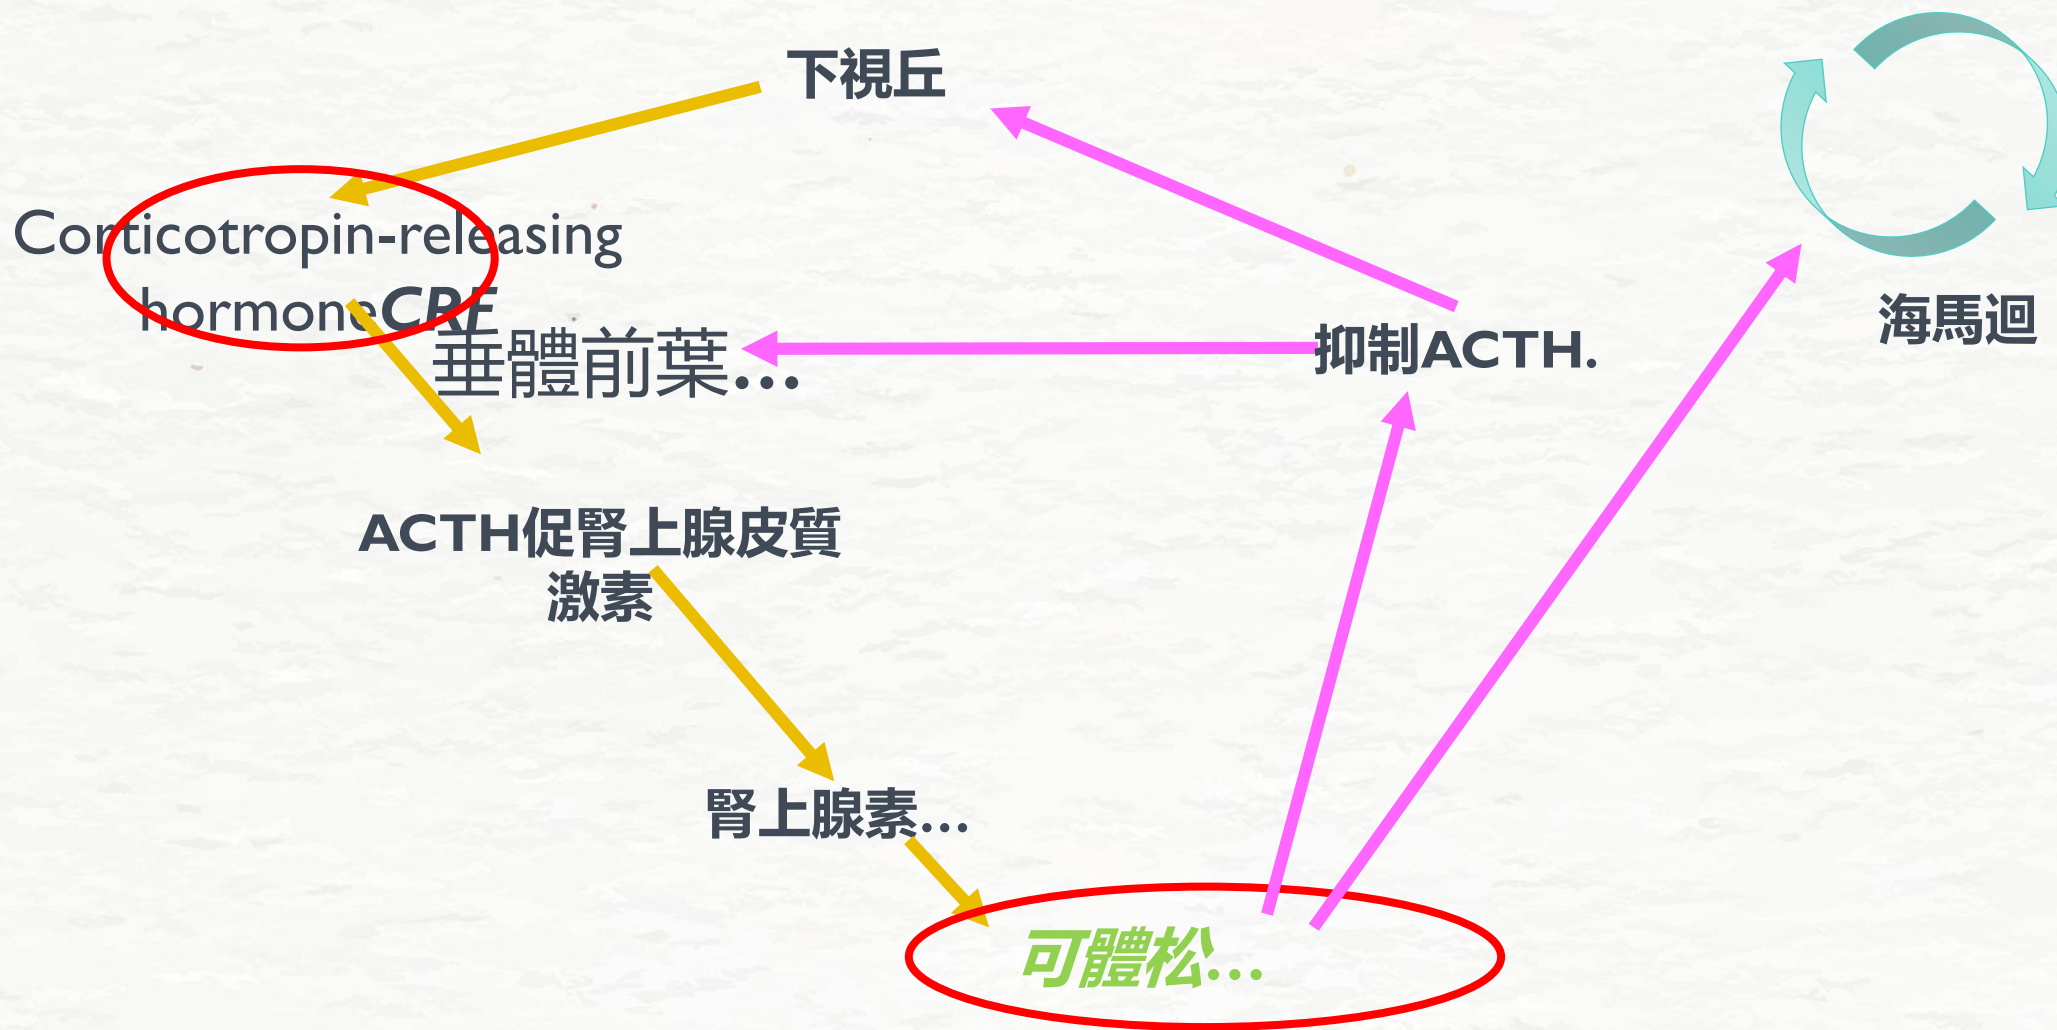 下視丘
Corticotropin-releasing
hormoneCRF
垂體前葉…
抑制ACTH.
海馬迴
ACTH促腎上腺皮質
激素
腎上腺素…
可體松…